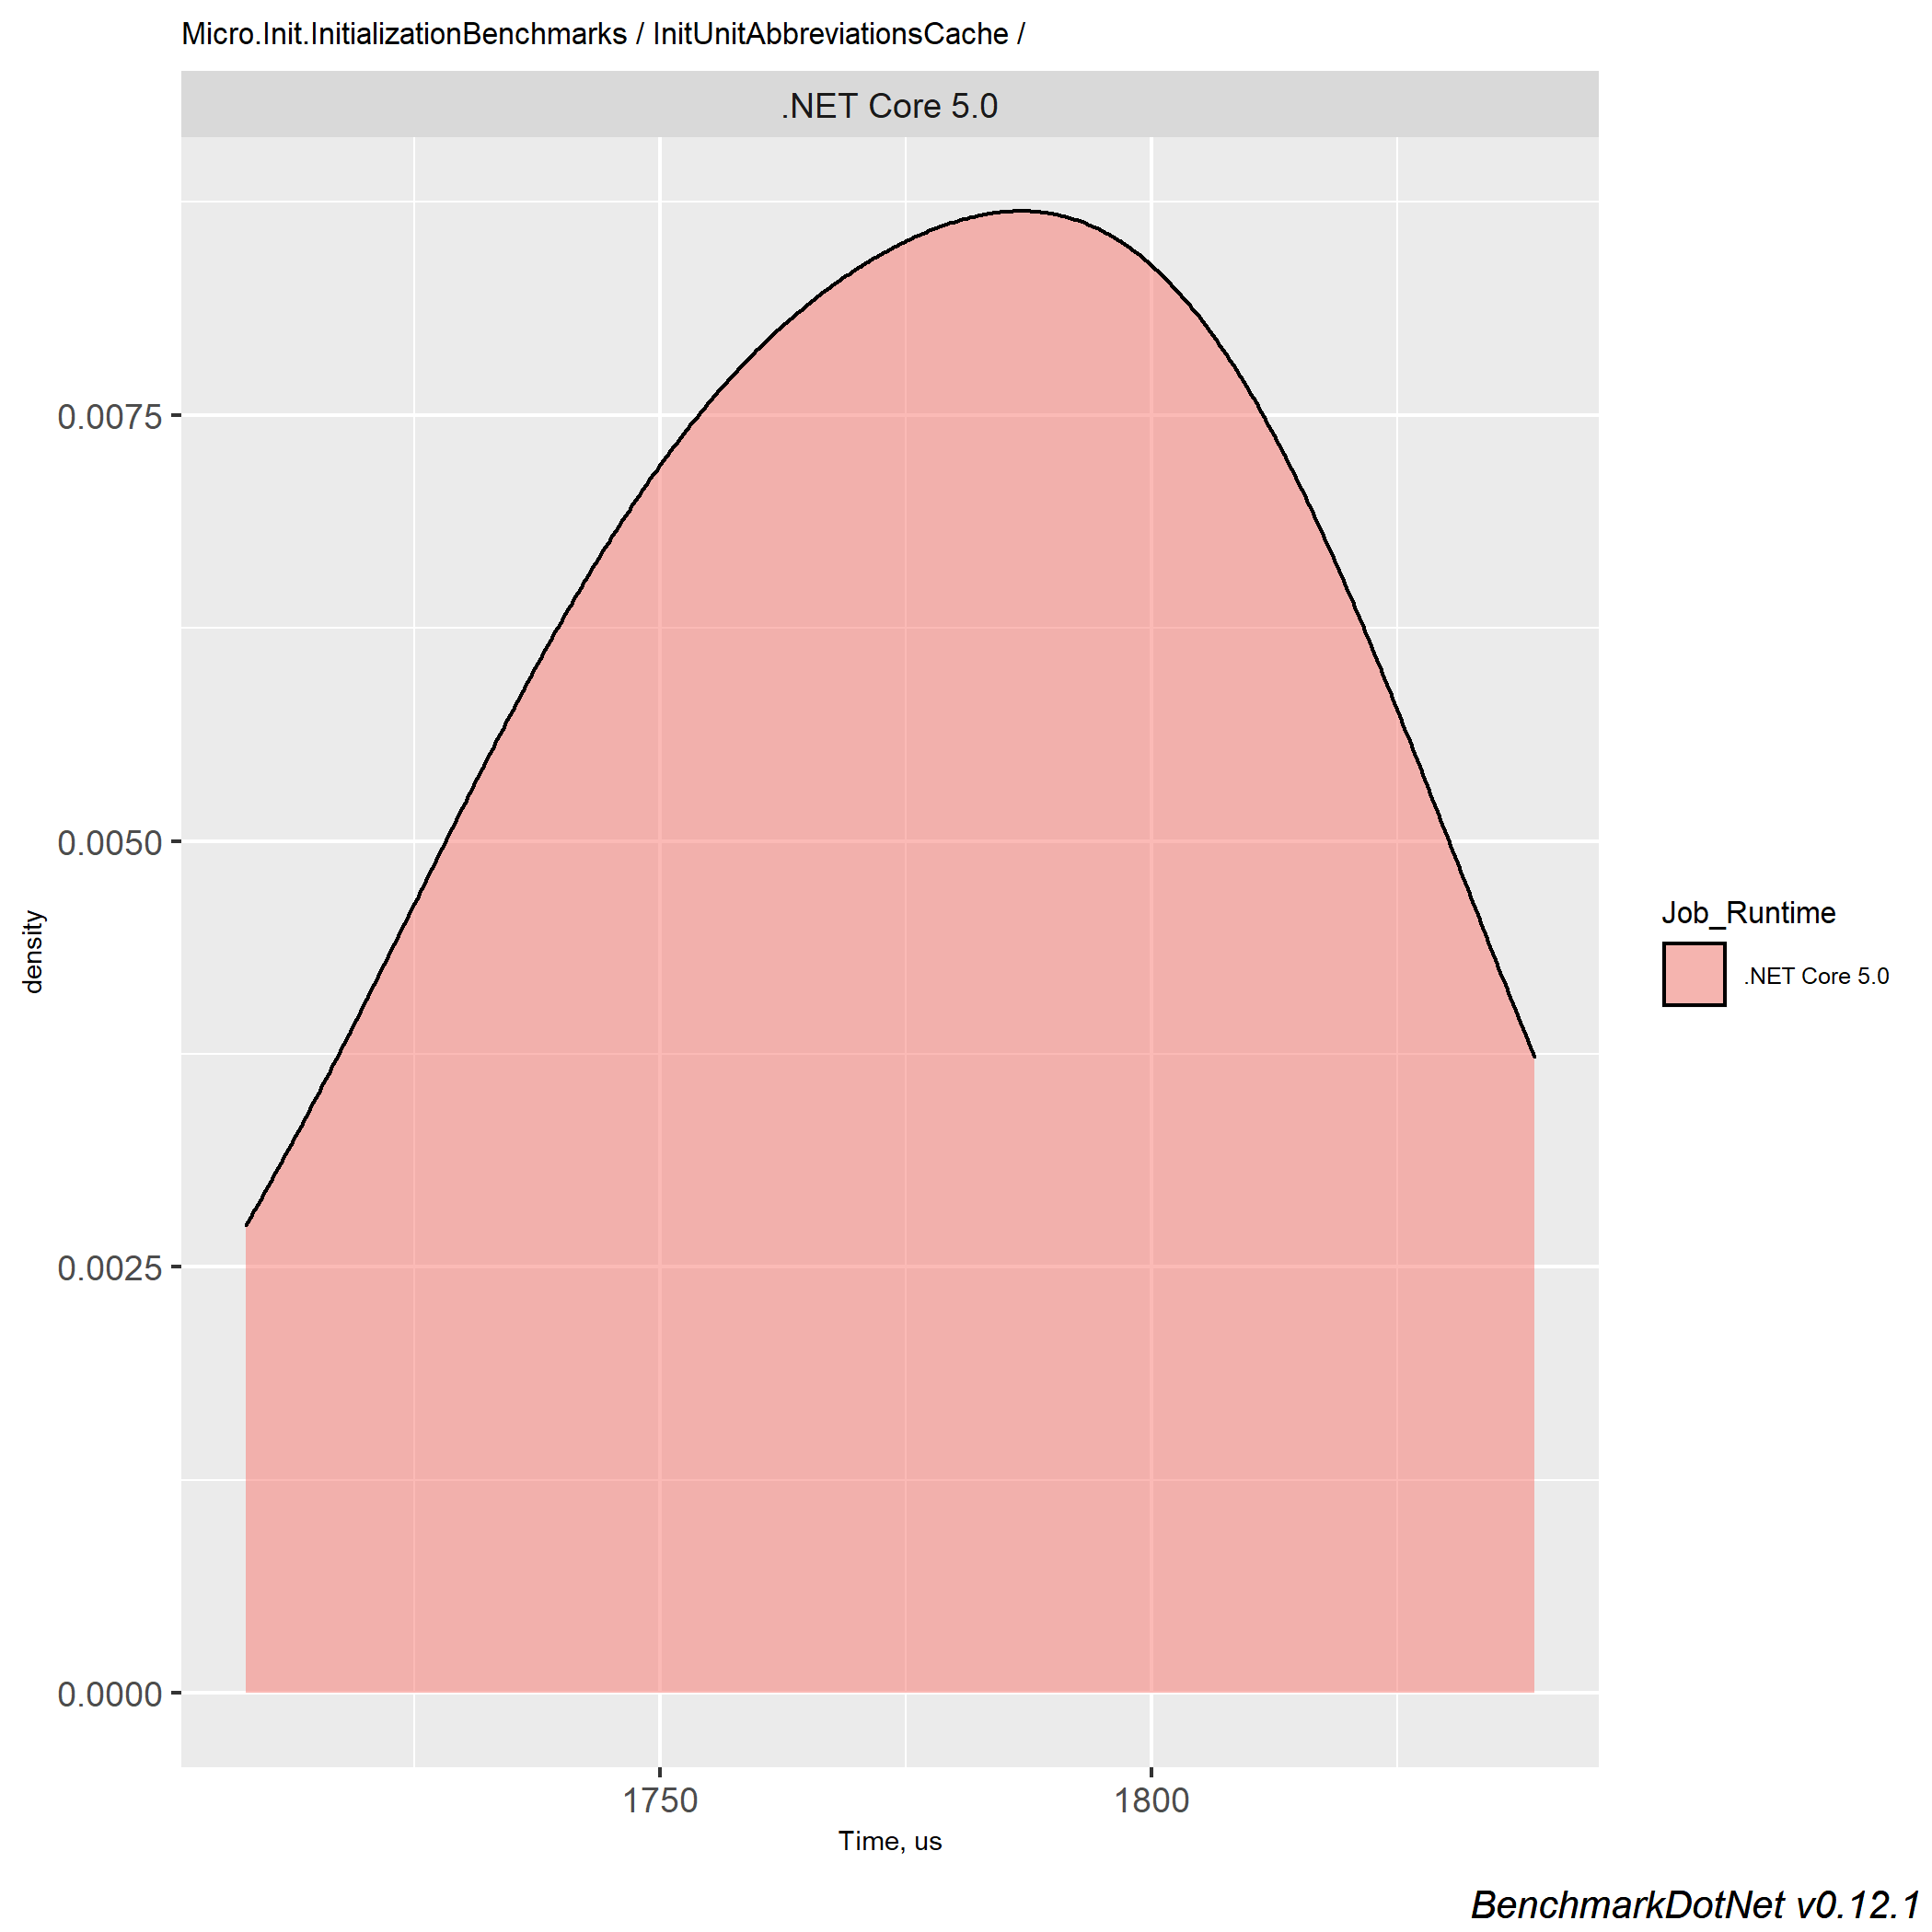 Micro.Init.InitializationBenchmarks / InitUnitAbbreviationsCache /
.NET Core 5.0
0.0075
0.0050
0.0025
0.0000
density
1750
1800
Time, us
Job_Runtime
.NET Core 5.0
BenchmarkDotNet v0.12.1